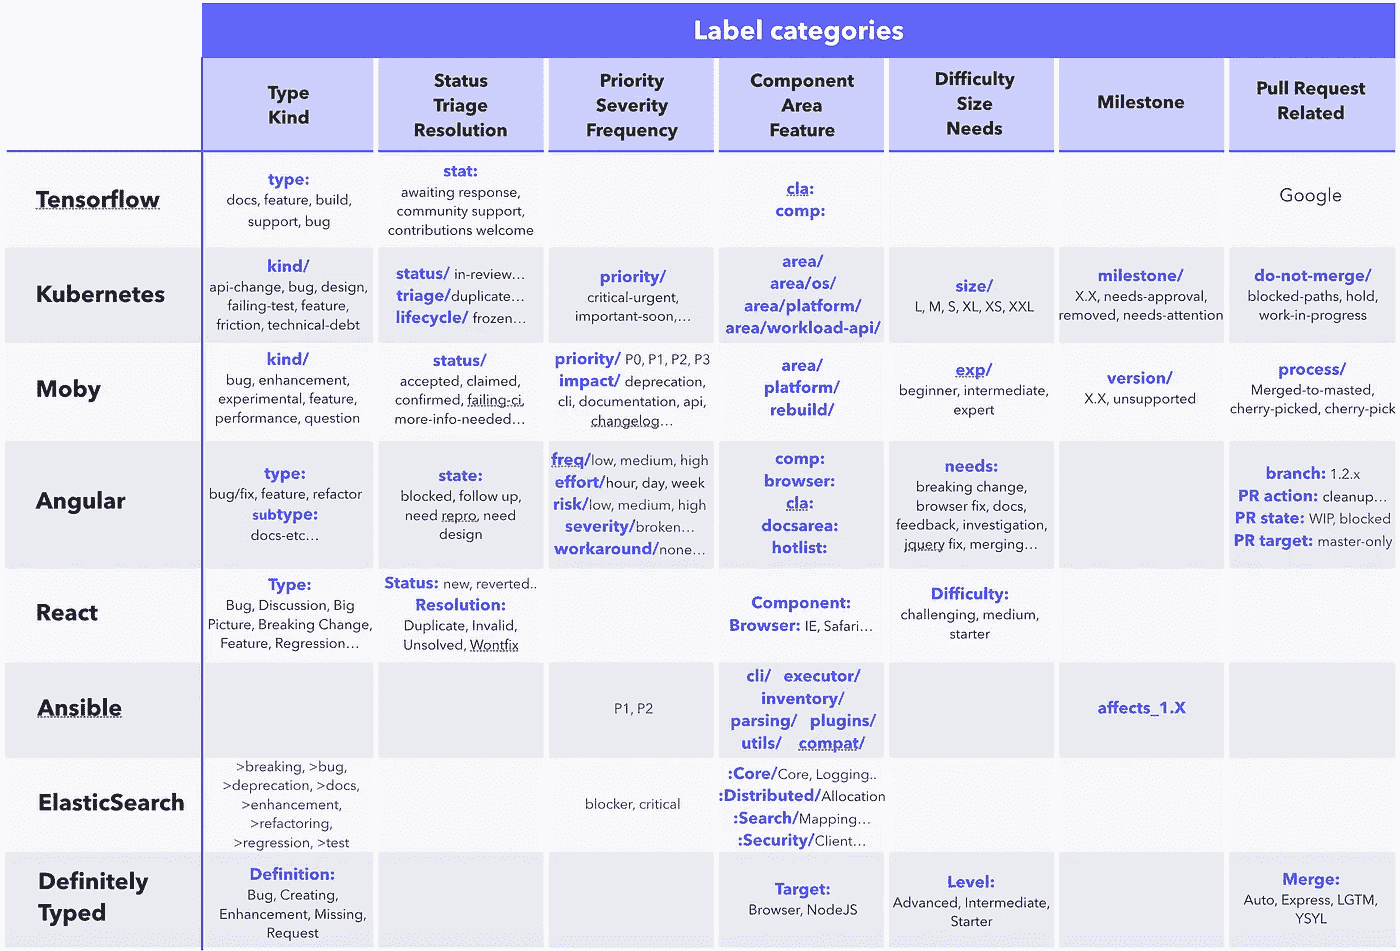 Label categories
Type
Kind
Status
Triage
Resolution
Priority
Severity
Frequency
Component
Area
Feature
Difficulty
Size
Needs
Milestone
Pull Request
Related
Tensorflow
type:
docs, feature, build,
support, bug
stat:
awaiting response,
community support,
contributions welcome
cla:
comp:
Google
Kubernetes
kind/
api-change, bug, design,
failing-test, feature,
friction, technical-debt
status/ in-review...
triage/duplicate...
lifecycle/ frozen...
priority/
critical-urgent,
important-soon,...
area/
area/os/
area/platform/
area/workload-api/
size/
L, M, S, XL, XS, XXL
milestone/
X.X, needs-approval,
removed, needs-attention
do-not-merge/
blocked-paths, hold,
work-in-progress
Moby
kind/
bug, enhancement,
experimental, feature,
performance, question
status/
accepted, claimed,
confirmed, failing-ci,
more-info-needed...
priority/ P0, P1, P2, P3
impact/ deprecation,
cli, documentation, api,
changelog...
area/
platform/
rebuild/
exp/
beginner, intermediate,
expert
version/
X.X, unsupported
process/
Merged-to-masted,
cherry-picked, cherry-pick
Angular
type:
bug/fix, feature, refactor
subtype:
docs-etc...
state:
blocked, follow up,
need repro, need
design
freq/low, medium, high
effort/hour, day, week
risk/low, medium, high
severity/broken...
workaround/none...
comp:
browser:
cla:
docsarea:
hotlist:
needs:
breaking change,
browser fix, docs,
feedback, investigation,
jquery fix, merging...
branch: 1.2.x
PR action: cleanup...
PR state: WIP, blocked
PR target: master-only
React
Type:
Bug, Discussion, Big
Picture, Breaking Change,
Feature, Regression...
Status: new, reverted..
Resolution:
Duplicate, Invalid,
Unsolved, Wontfix
Component:
Browser: IE, Safari...
Difficulty:
challenging, medium,
starter
Ansible
P1, P2
cli/ executor/
inventory/
parsing/ plugins/
utils/ compat/
affects_1.X
ElasticSearch
>breaking, >bug,
>deprecation, >docs,
>enhancement,
>refactoring,
>regression, >test
blocker, critical
:Core/Core, Logging..
:Distributed/Allocation
:Search/Mapping...
:Security/Client...
Definitely
Typed
Definition:
Bug, Creating,
Enhancement, Missing,
Request
Target:
Browser, NodeJS
Level:
Advanced, Intermediate,
Starter
Merge:
Auto, Express, LGTM,
YSYL